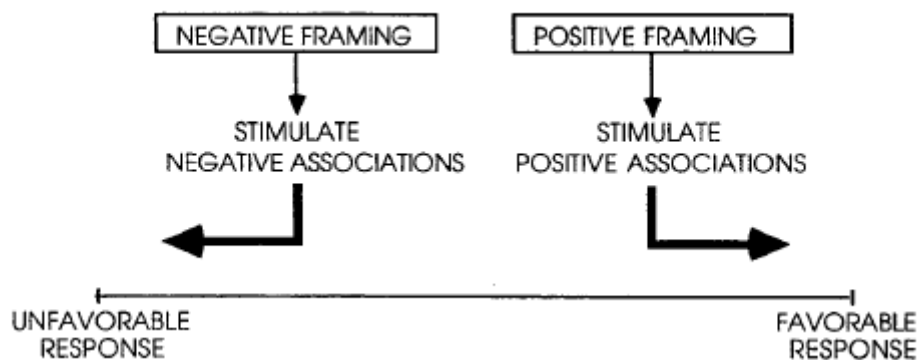 NEGATIVE FRAMING
POSITIVE FRAMING
STIMULATE
NEGATIVE ASSOCIATIONS
STIMULATE
POSITIVE ASSOCIATIONS
UNFAVORABLE
RESPONSE
FAVORABLE
RESPONSE